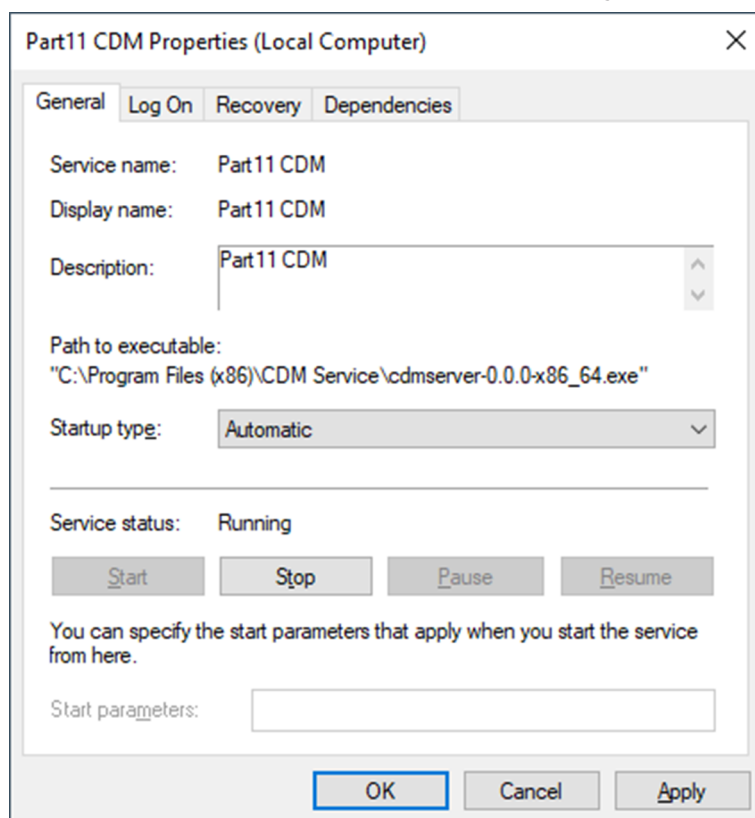 Part11 CDM Properties (Local Computer)
General Log On Recovery Dependencies
Service name: Part11 CDM
Display name: Part11 CDM
Description: Part11 CDM
Path to executable:
"C:\Program Files (x86)\CDM Service\cdmserver-0.0.0-x86_64.exe"
Startup type: Automatic
Service status: Running
Start Stop Pause Resume
You can specify the start parameters that apply when you start the service
from here.
Start parameters:
OK Cancel Apply